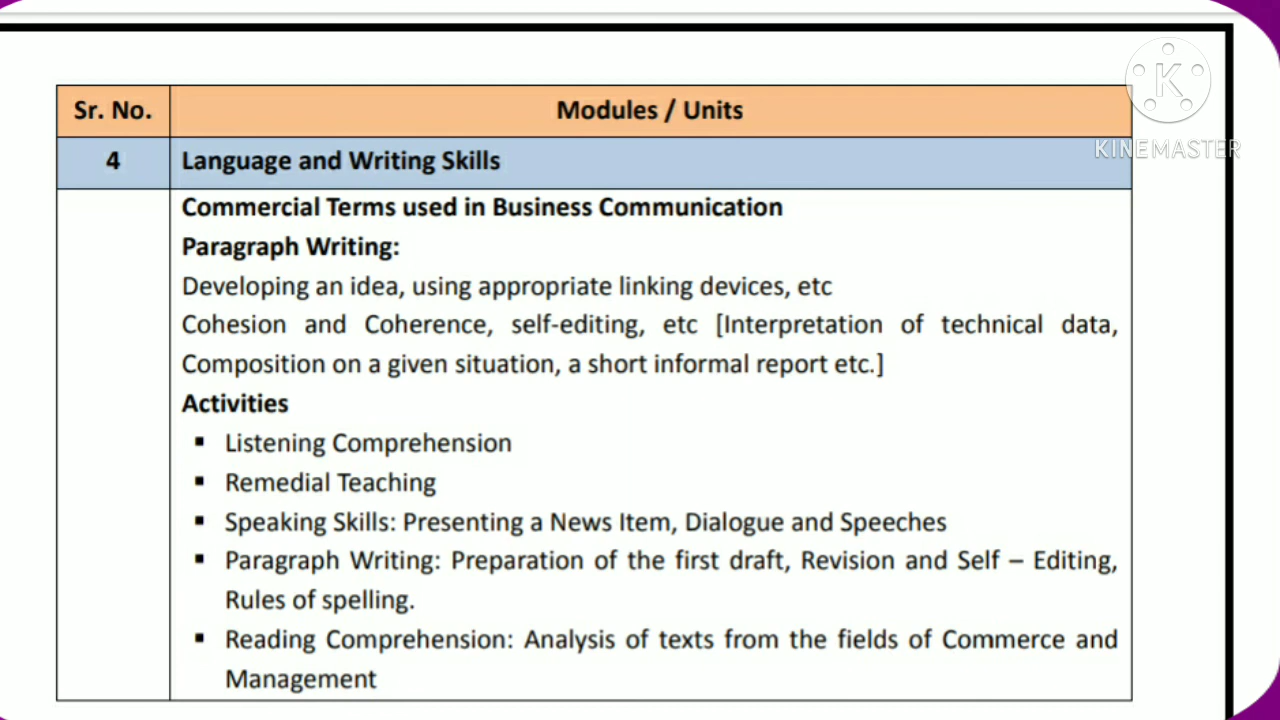 Sr. No. Modules / Units
4 Language and Writing Skills
Commercial Terms used in Business Communication
Paragraph Writing:
Developing an idea, using appropriate linking devices, etc
Cohesion and Coherence, self-editing, etc [Interpretation of technical data,
Composition on a given situation, a short informal report etc.]
Activities
▪ Listening Comprehension
▪ Remedial Teaching
▪ Speaking Skills: Presenting a News Item, Dialogue and Speeches
▪ Paragraph Writing: Preparation of the first draft, Revision and Self – Editing,
Rules of spelling.
▪ Reading Comprehension: Analysis of texts from the fields of Commerce and
Management
K
KINEMASTER